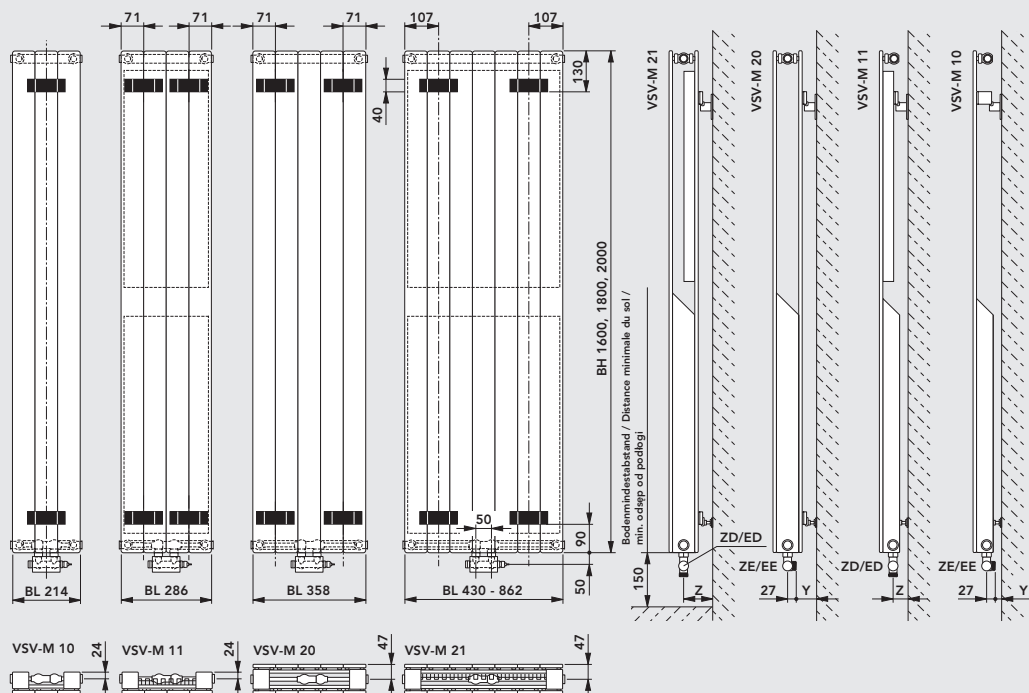 71
71
71
71
107
107
130
40
BH 1600, 1800, 2000
50
90
50
BL 214
BL 286
BL 358
BL 430 - 862
VSV-M 21
VSV-M 20
VSV-M 11
VSV-M 10
Bodenmindestabstand / Distance minimale du sol /
min. odsęp od podłogi
150
ZD/ED
Z
ZE/EE
27
Y
ZD/ED
Z
ZE/EE
27
Y
VSV-M 10
24
VSV-M 11
24
VSV-M 20
47
VSV-M 21
47